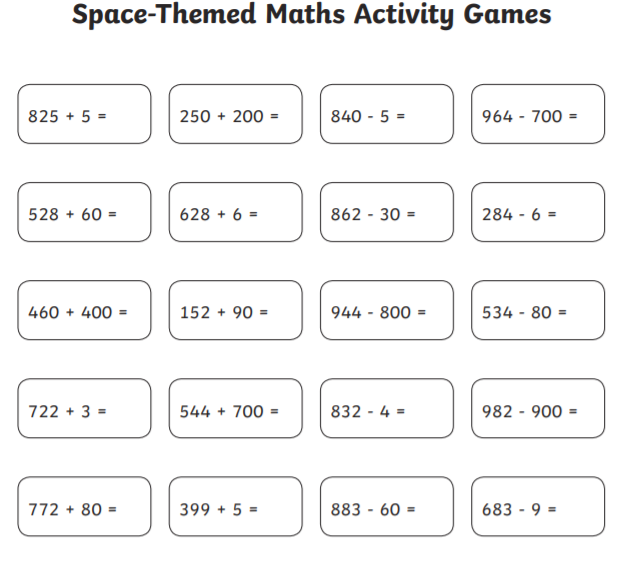 Space-Themed Maths Activity Games
825 + 5 =
250 + 200 =
840 - 5 =
964 - 700 =
528 + 60 =
628 + 6 =
862 - 30 =
284 - 6 =
460 + 400 =
152 + 90 =
944 - 800 =
534 - 80 =
722 + 3 =
544 + 700 =
832 - 4 =
982 - 900 =
772 + 80 =
399 + 5 =
883 - 60 =
683 - 9 =